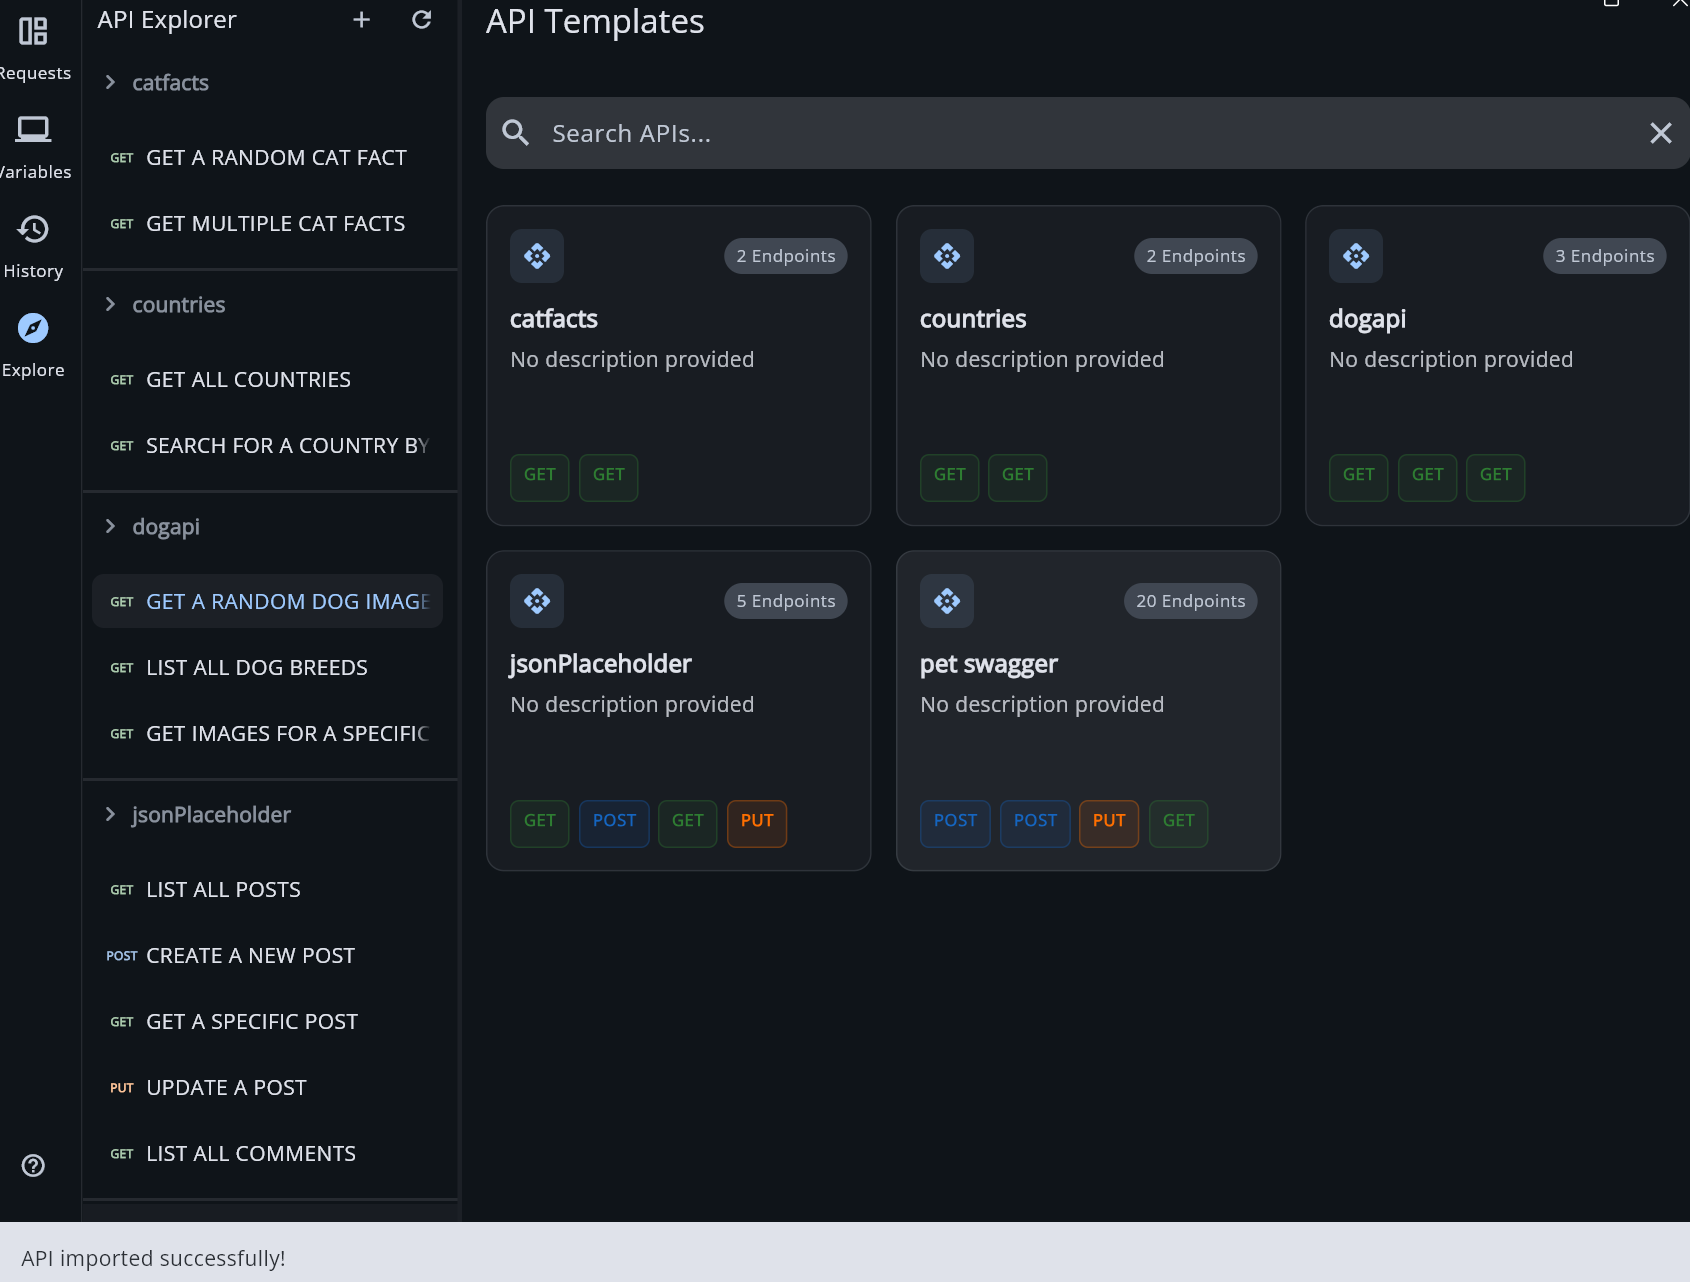 Requests
Variables
History
Explore
API Explorer
catfacts
GET GET A RANDOM CAT FACT
GET GET MULTIPLE CAT FACTS
countries
GET GET ALL COUNTRIES
GET SEARCH FOR A COUNTRY BY
dogapi
GET GET A RANDOM DOG IMAGE
GET LIST ALL DOG BREEDS
GET GET IMAGES FOR A SPECIFIC
jsonPlaceholder
GET LIST ALL POSTS
POST CREATE A NEW POST
GET GET A SPECIFIC POST
PUT UPDATE A POST
GET LIST ALL COMMENTS
API Templates
Search APIs...
2 Endpoints
catfacts
No description provided
GET GET
2 Endpoints
countries
No description provided
GET GET
3 Endpoints
dogapi
No description provided
GET GET GET
5 Endpoints
jsonPlaceholder
No description provided
GET POST GET PUT
20 Endpoints
pet swagger
No description provided
POST POST PUT GET
API imported successfully!